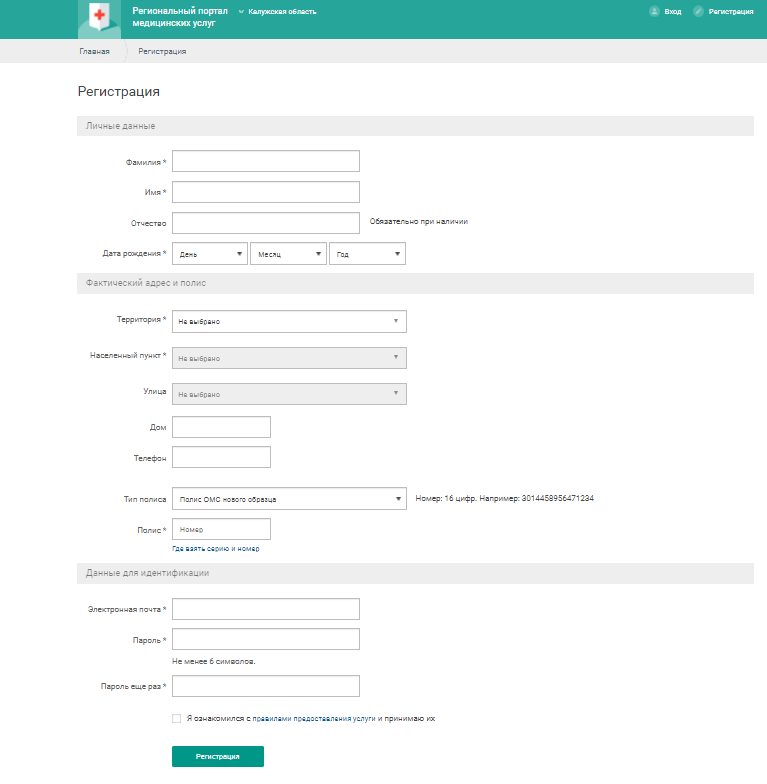 Региональный портал
медицинских услуг
Калужская область
Вход
Регистрация
Главная
Регистрация
Регистрация
Личные данные
Фамилия *
Имя *
Отчество
Обязательно при наличии
Дата рождения *
День
Месяц
Год
Фактический адрес и полис
Территория *
Не выбрано
Населенный пункт *
Не выбрано
Улица
Не выбрано
Дом
Телефон
Тип полиса
Полис ОМС нового образца
Номер: 16 цифр. Например: 3014458956471234
Полис *
Номер
Где взять серию и номер
Данные для идентификации
Электронная почта *
Пароль *
Не менее 6 символов.
Пароль еще раз *
Я ознакомился с правилами предоставления услуги и принимаю их
Регистрация